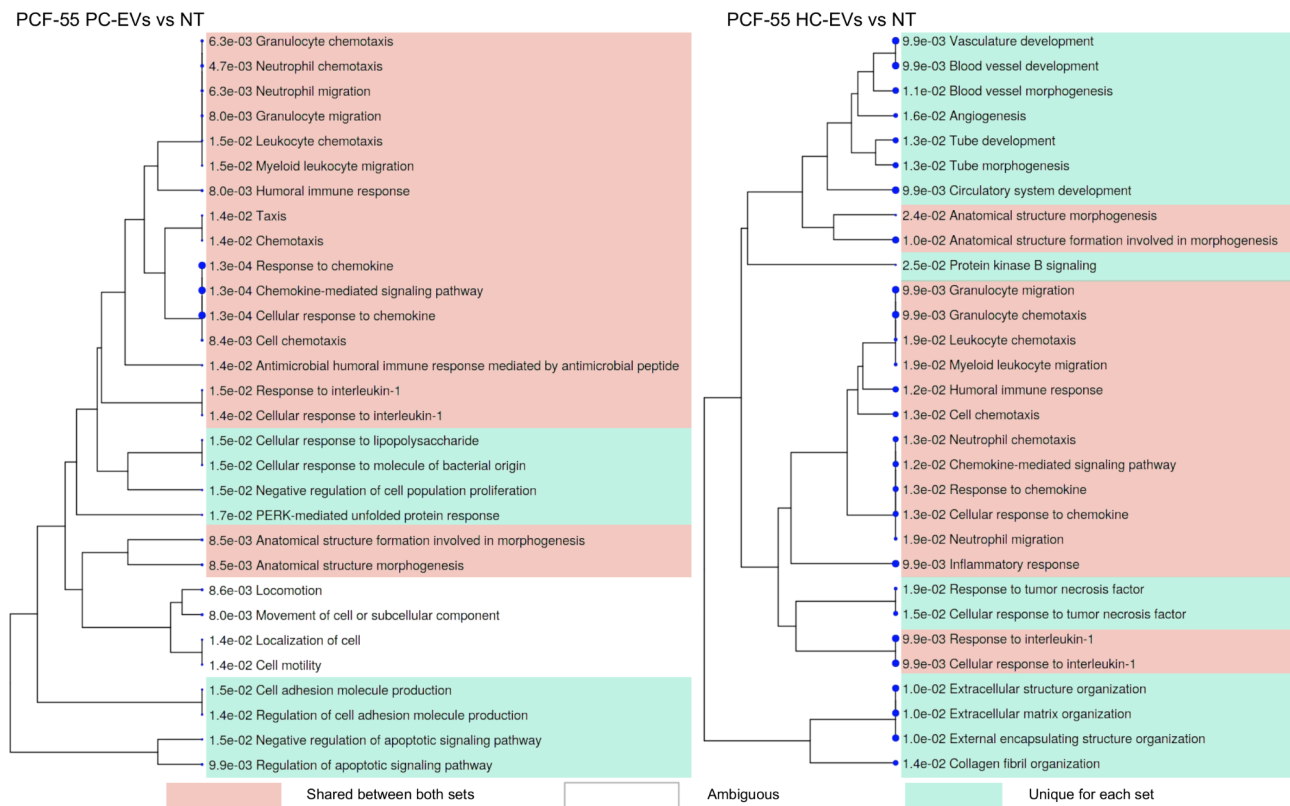 PCF-55 PC-EVs vs NT
6.3e-03 Granulocyte chemotaxis
4.7e-03 Neutrophil chemotaxis
6.3e-03 Neutrophil migration
8.0e-03 Granulocyte migration
1.5e-02 Leukocyte chemotaxis
1.5e-02 Myeloid leukocyte migration
8.0e-03 Humoral immune response
1.4e-02 Taxis
1.4e-02 Chemotaxis
1.3e-04 Response to chemokine
1.3e-04 Chemokine-mediated signaling pathway
1.3e-04 Cellular response to chemokine
8.4e-03 Cell chemotaxis
1.4e-02 Antimicrobial humoral immune response mediated by antimicrobial peptide
1.5e-02 Response to interleukin-1
1.4e-02 Cellular response to interleukin-1
1.5e-02 Cellular response to lipopolysaccharide
1.5e-02 Cellular response to molecule of bacterial origin
1.5e-02 Negative regulation of cell population proliferation
1.7e-02 PERK-mediated unfolded protein response
8.5e-03 Anatomical structure formation involved in morphogenesis
8.5e-03 Anatomical structure morphogenesis
8.6e-03 Locomotion
8.0e-03 Movement of cell or subcellular component
1.4e-02 Localization of cell
1.4e-02 Cell motility
1.5e-02 Cell adhesion molecule production
1.4e-02 Regulation of cell adhesion molecule production
1.5e-02 Negative regulation of apoptotic signaling pathway
9.9e-03 Regulation of apoptotic signaling pathway
PCF-55 HC-EVs vs NT
9.9e-03 Vasculature development
9.9e-03 Blood vessel development
1.1e-02 Blood vessel morphogenesis
1.6e-02 Angiogenesis
1.3e-02 Tube development
1.3e-02 Tube morphogenesis
9.9e-03 Circulatory system development
2.4e-02 Anatomical structure morphogenesis
1.0e-02 Anatomical structure formation involved in morphogenesis
2.5e-02 Protein kinase B signaling
9.9e-03 Granulocyte migration
9.9e-03 Granulocyte chemotaxis
1.9e-02 Leukocyte chemotaxis
1.9e-02 Myeloid leukocyte migration
1.2e-02 Humoral immune response
1.3e-02 Cell chemotaxis
1.3e-02 Neutrophil chemotaxis
1.2e-02 Chemokine-mediated signaling pathway
1.3e-02 Response to chemokine
1.3e-02 Cellular response to chemokine
1.9e-02 Neutrophil migration
9.9e-03 Inflammatory response
1.9e-02 Response to tumor necrosis factor
1.5e-02 Cellular response to tumor necrosis factor
9.9e-03 Response to interleukin-1
9.9e-03 Cellular response to interleukin-1
1.0e-02 Extracellular structure organization
1.0e-02 Extracellular matrix organization
1.0e-02 External encapsulating structure organization
1.4e-02 Collagen fibril organization
Shared between both sets
Ambiguous
Unique for each set